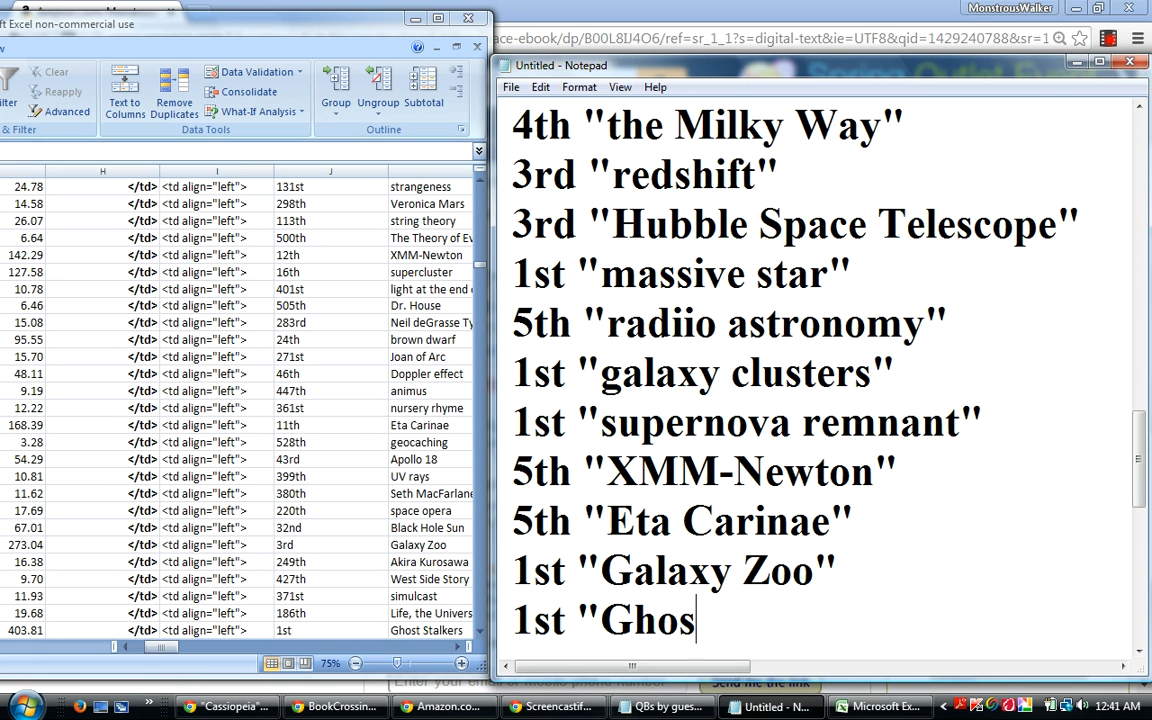 MonstrousWalker
ft Excel non-commercial use
ace-ebook/dp/B00L8IJ4O6/ref=sr_1_1?s=digital-text&ie=UTF8&qid=1429240788&sr=1
Untitled - Notepad
File Edit Format View Help
Clear
Reapply
Advanced
Text to Columns
Remove Duplicates
Data Validation
Consolidate
What-If Analysis
Group
Ungroup
Subtotal
& Filter
Data Tools
Outline
H I J
24.78 </td> <td align="left"> 131st strangeness
14.58 </td> <td align="left"> 298th Veronica Mars
26.07 </td> <td align="left"> 113th string theory
6.64 </td> <td align="left"> 500th The Theory of Ev
142.29 </td> <td align="left"> 12th XMM-Newton
127.58 </td> <td align="left"> 16th supercluster
10.78 </td> <td align="left"> 401st light at the end
6.46 </td> <td align="left"> 505th Dr. House
15.08 </td> <td align="left"> 283rd Neil deGrasse Ty
95.55 </td> <td align="left"> 24th brown dwarf
15.70 </td> <td align="left"> 271st Joan of Arc
48.11 </td> <td align="left"> 46th Doppler effect
9.19 </td> <td align="left"> 447th animus
12.22 </td> <td align="left"> 361st nursery rhyme
168.39 </td> <td align="left"> 11th Eta Carinae
3.28 </td> <td align="left"> 528th geocaching
54.29 </td> <td align="left"> 43rd Apollo 18
10.81 </td> <td align="left"> 399th UV rays
11.62 </td> <td align="left"> 380th Seth MacFarlane
17.69 </td> <td align="left"> 220th space opera
67.01 </td> <td align="left"> 32nd Black Hole Sun
273.04 </td> <td align="left"> 3rd Galaxy Zoo
16.38 </td> <td align="left"> 249th Akira Kurosawa
9.70 </td> <td align="left"> 427th West Side Story
11.93 </td> <td align="left"> 371st simulcast
19.68 </td> <td align="left"> 186th Life, the Univers
403.81 </td> <td align="left"> 1st Ghost Stalkers
75%
4th "the Milky Way"
3rd "redshift"
3rd "Hubble Space Telescope"
1st "massive star"
5th "radiio astronomy"
1st "galaxy clusters"
1st "supernova remnant"
5th "XMM-Newton"
5th "Eta Carinae"
1st "Galaxy Zoo"
1st "Ghos
Enter your email or mobile phone number
Send me the link
"Cassiopeia"...
BookCrossin...
Amazon.co...
Screencastif...
QBs by gues...
Untitled - N...
Microsoft Ex...
12:41 AM